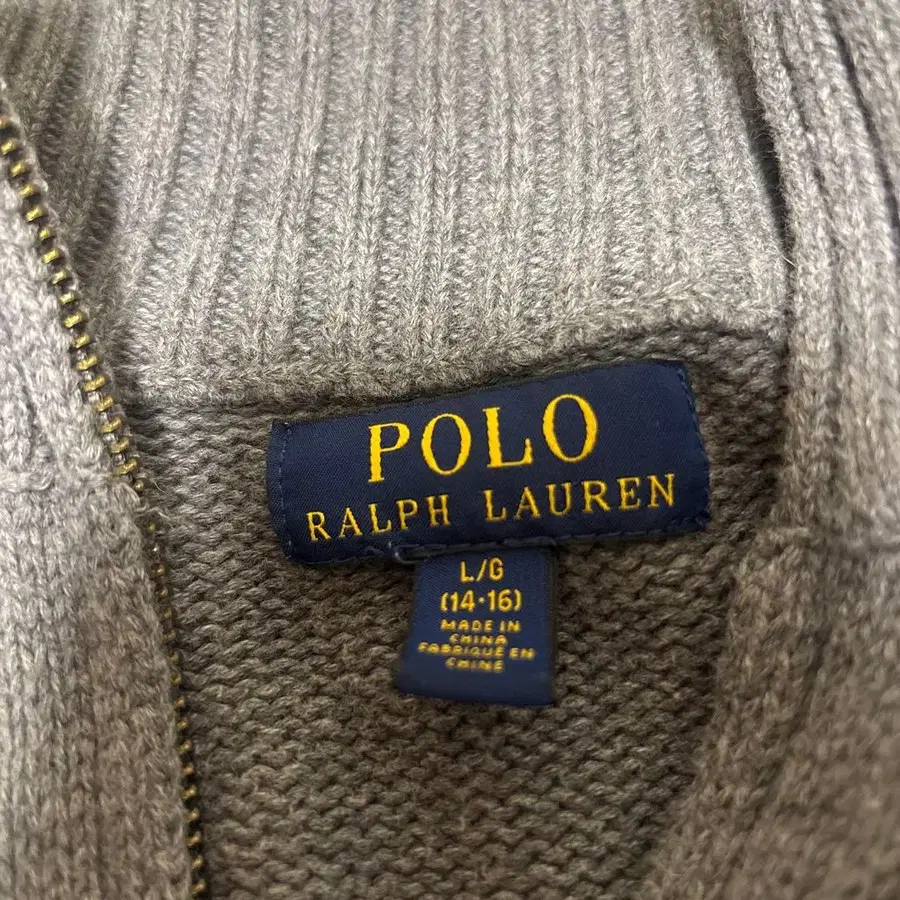 POLO
RALPH LAUREN
L/G
(14-16)
MADE IN
CHINA
FABRIQUÉ EN
CHINE